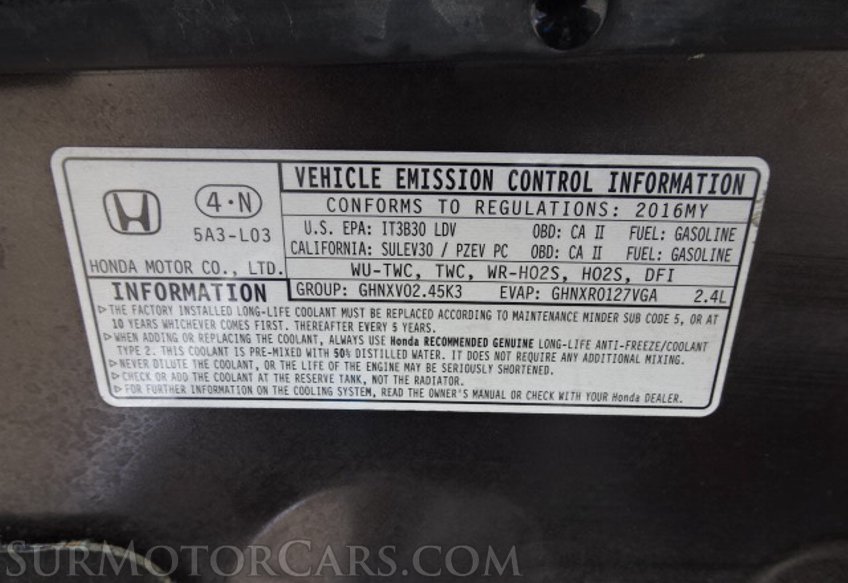 VEHICLE EMISSION CONTROL INFORMATION
4·N
CONFORMS TO REGULATIONS: 2016MY
5A3-L03
U.S. EPA: IT3B30 LDV OBD: CA II FUEL: GASOLINE
CALIFORNIA: SULEV30 / PZEV PC OBD: CA II FUEL: GASOLINE
HONDA MOTOR CO., LTD.
WU-TWC, TWC, WR-HO2S, HO2S, DFI
INFORMATION
GROUP: GHNXV02.45K3 EVAP: GHNXR0127VGA 2.4L
▷THE FACTORY INSTALLED LONG-LIFE COOLANT MUST BE REPLACED ACCORDING TO MAINTENANCE MINDER SUB CODE 5, OR AT
10 YEARS WHICHEVER COMES FIRST. THEREAFTER EVERY 5 YEARS.
▷WHEN ADDING OR REPLACING THE COOLANT, ALWAYS USE Honda RECOMMENDED GENUINE LONG-LIFE ANTI-FREEZE/COOLANT
TYPE 2. THIS COOLANT IS PRE-MIXED WITH 50% DISTILLED WATER. IT DOES NOT REQUIRE ANY ADDITIONAL MIXING.
▷NEVER DILUTE THE COOLANT, OR THE LIFE OF THE ENGINE MAY BE SERIOUSLY SHORTENED.
▷CHECK OR ADD THE COOLANT AT THE RESERVE TANK, NOT THE RADIATOR.
▷FOR FURTHER INFORMATION ON THE COOLING SYSTEM, READ THE OWNER'S MANUAL OR CHECK WITH YOUR Honda DEALER.
SURMOTORCARS.COM